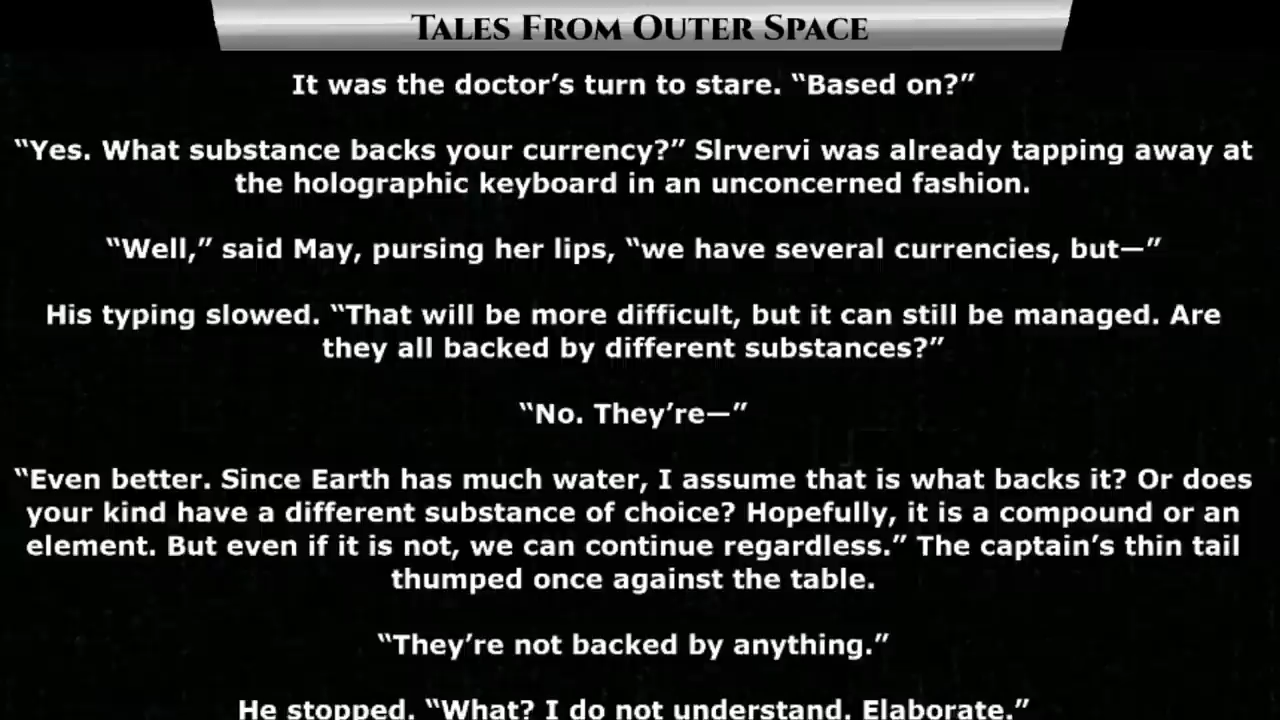 Tales From Outer Space
It was the doctor’s turn to stare. “Based on?”
“Yes. What substance backs your currency?” Slrvervi was already tapping away at
the holographic keyboard in an unconcerned fashion.
“Well,” said May, pursing her lips, “we have several currencies, but—”
His typing slowed. “That will be more difficult, but it can still be managed. Are
they all backed by different substances?”
“No. They’re—”
“Even better. Since Earth has much water, I assume that is what backs it? Or does
your kind have a different substance of choice? Hopefully, it is a compound or an
element. But even if it is not, we can continue regardless.” The captain’s thin tail
thumped once against the table.
“They’re not backed by anything.”
He stopped. “What? I do not understand. Elaborate.”